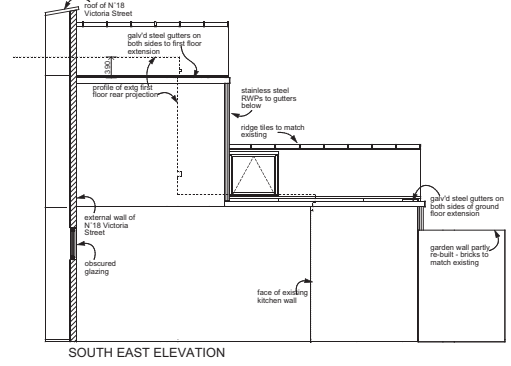 roof of N°18
Victoria Street
galv'd steel gutters on
both sides to first floor
extension
390
profile of extg first
floor rear projection
stainless steel
RWPs to gutters
below
ridge tiles to match
existing
galv'd steel gutters on
both sides of ground
floor extension
external wall of
N°18 Victoria
Street
obscured
glazing
garden wall partly
re-built - bricks to
match existing
face of existing
kitchen wall
SOUTH EAST ELEVATION